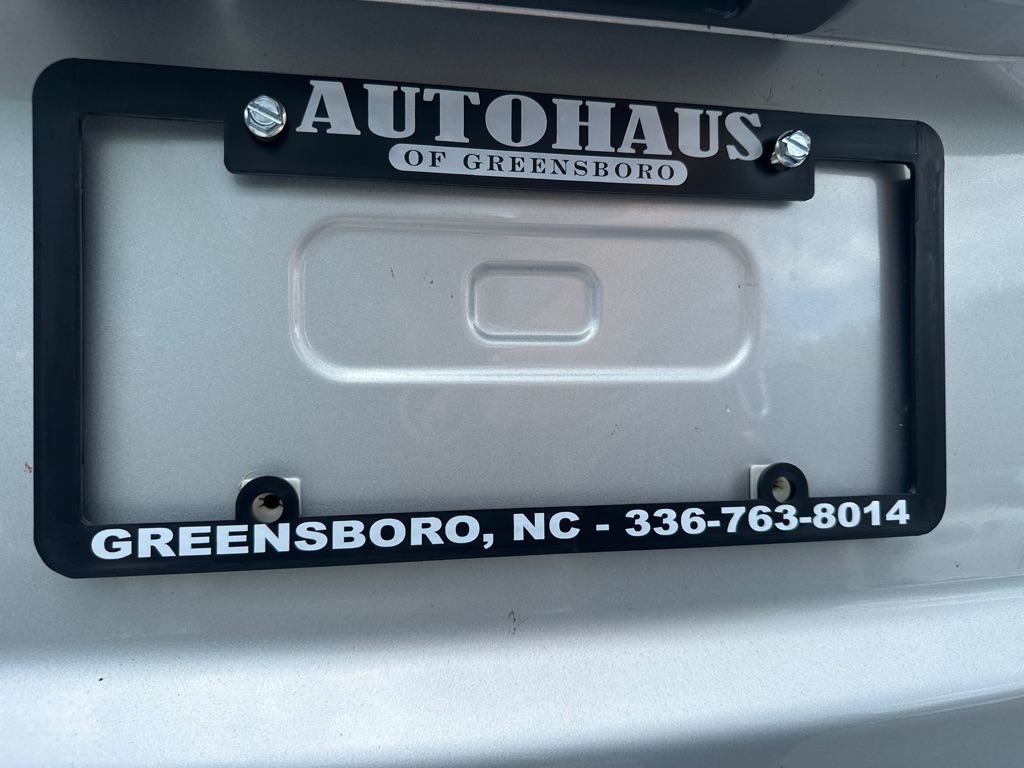 AUTOHAUS
OF GREENSBORO
GREENSBORO, NC - 336-763-8014